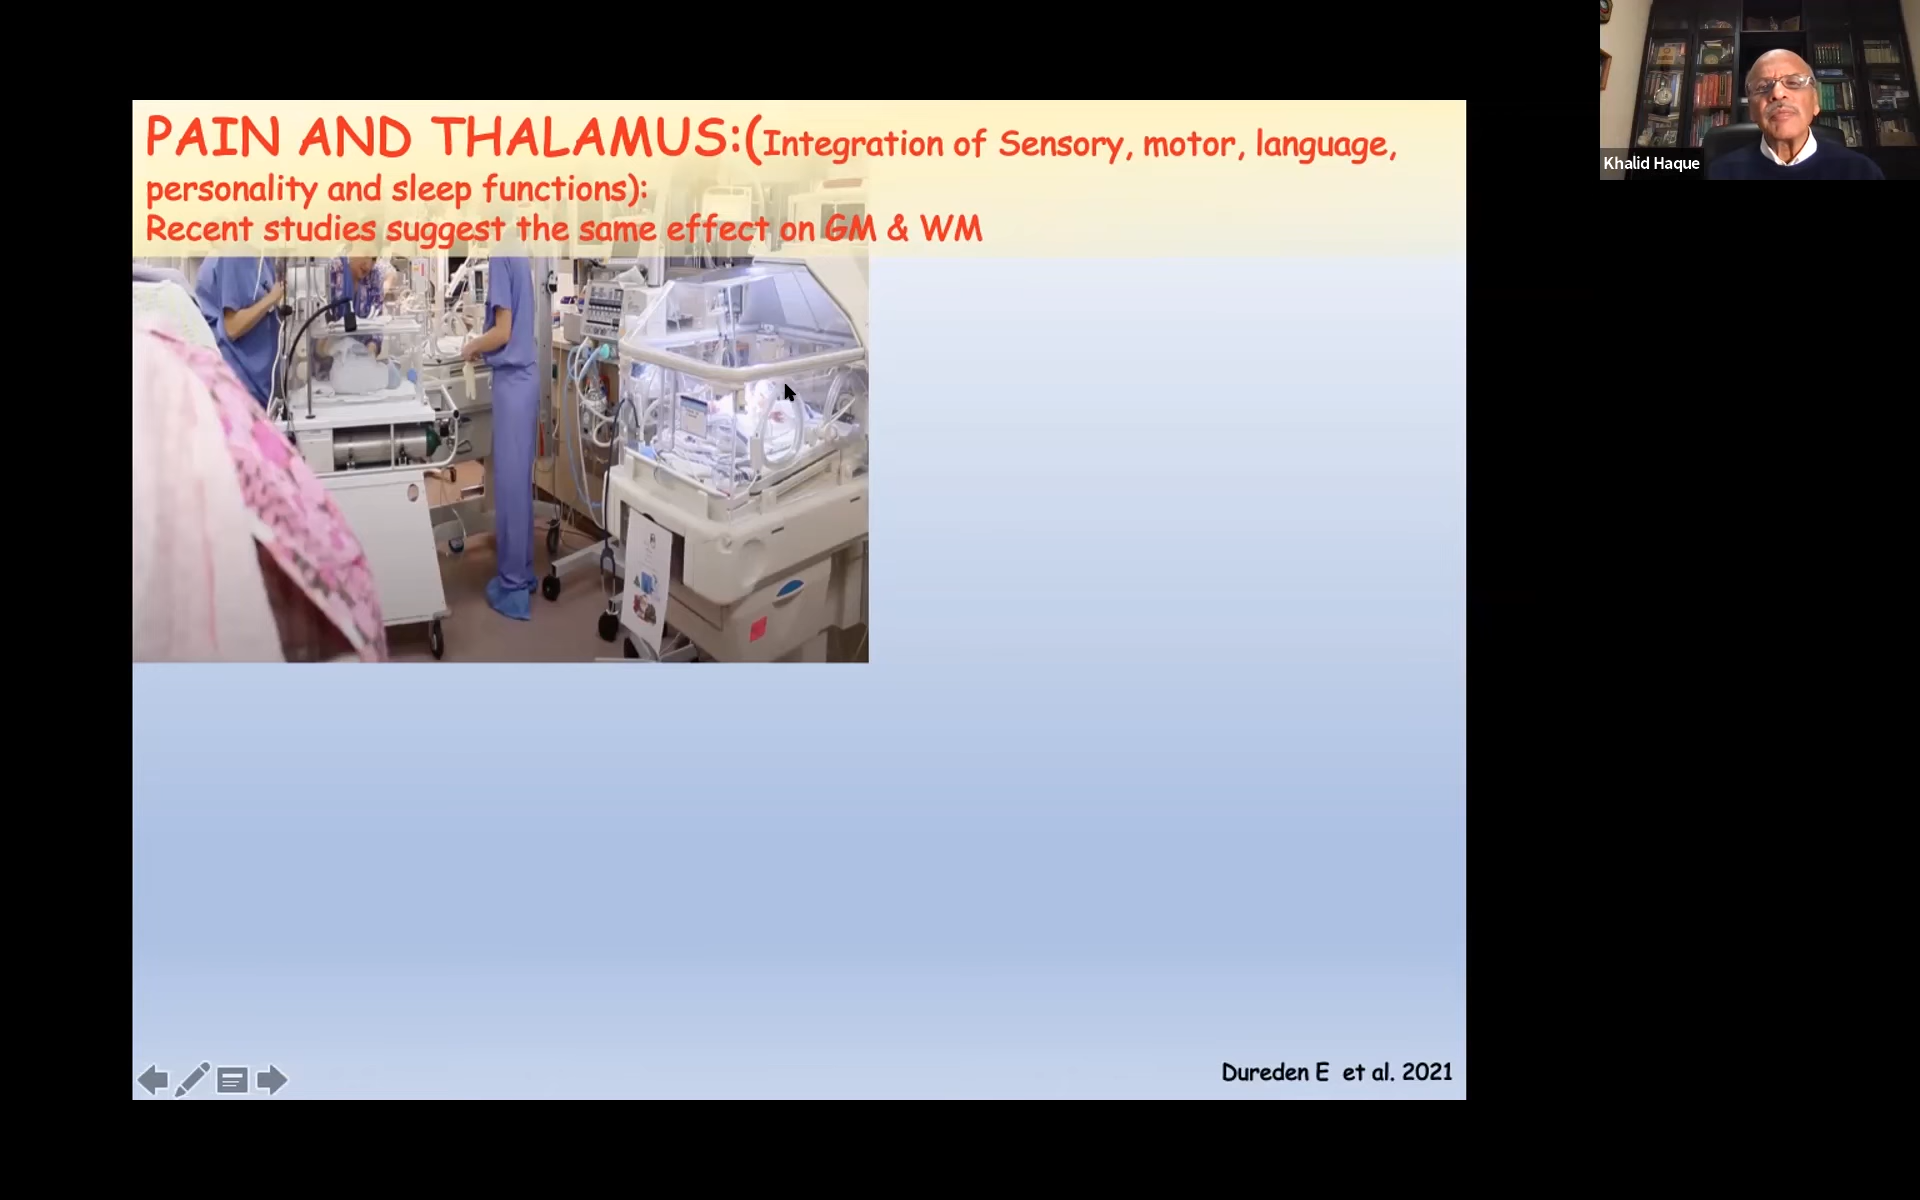 PAIN AND THALAMUS:(Integration of Sensory, motor, language,
personality and sleep functions):
Recent studies suggest the same effect on GM & WM
Khalid Haque
Dureden E et al. 2021